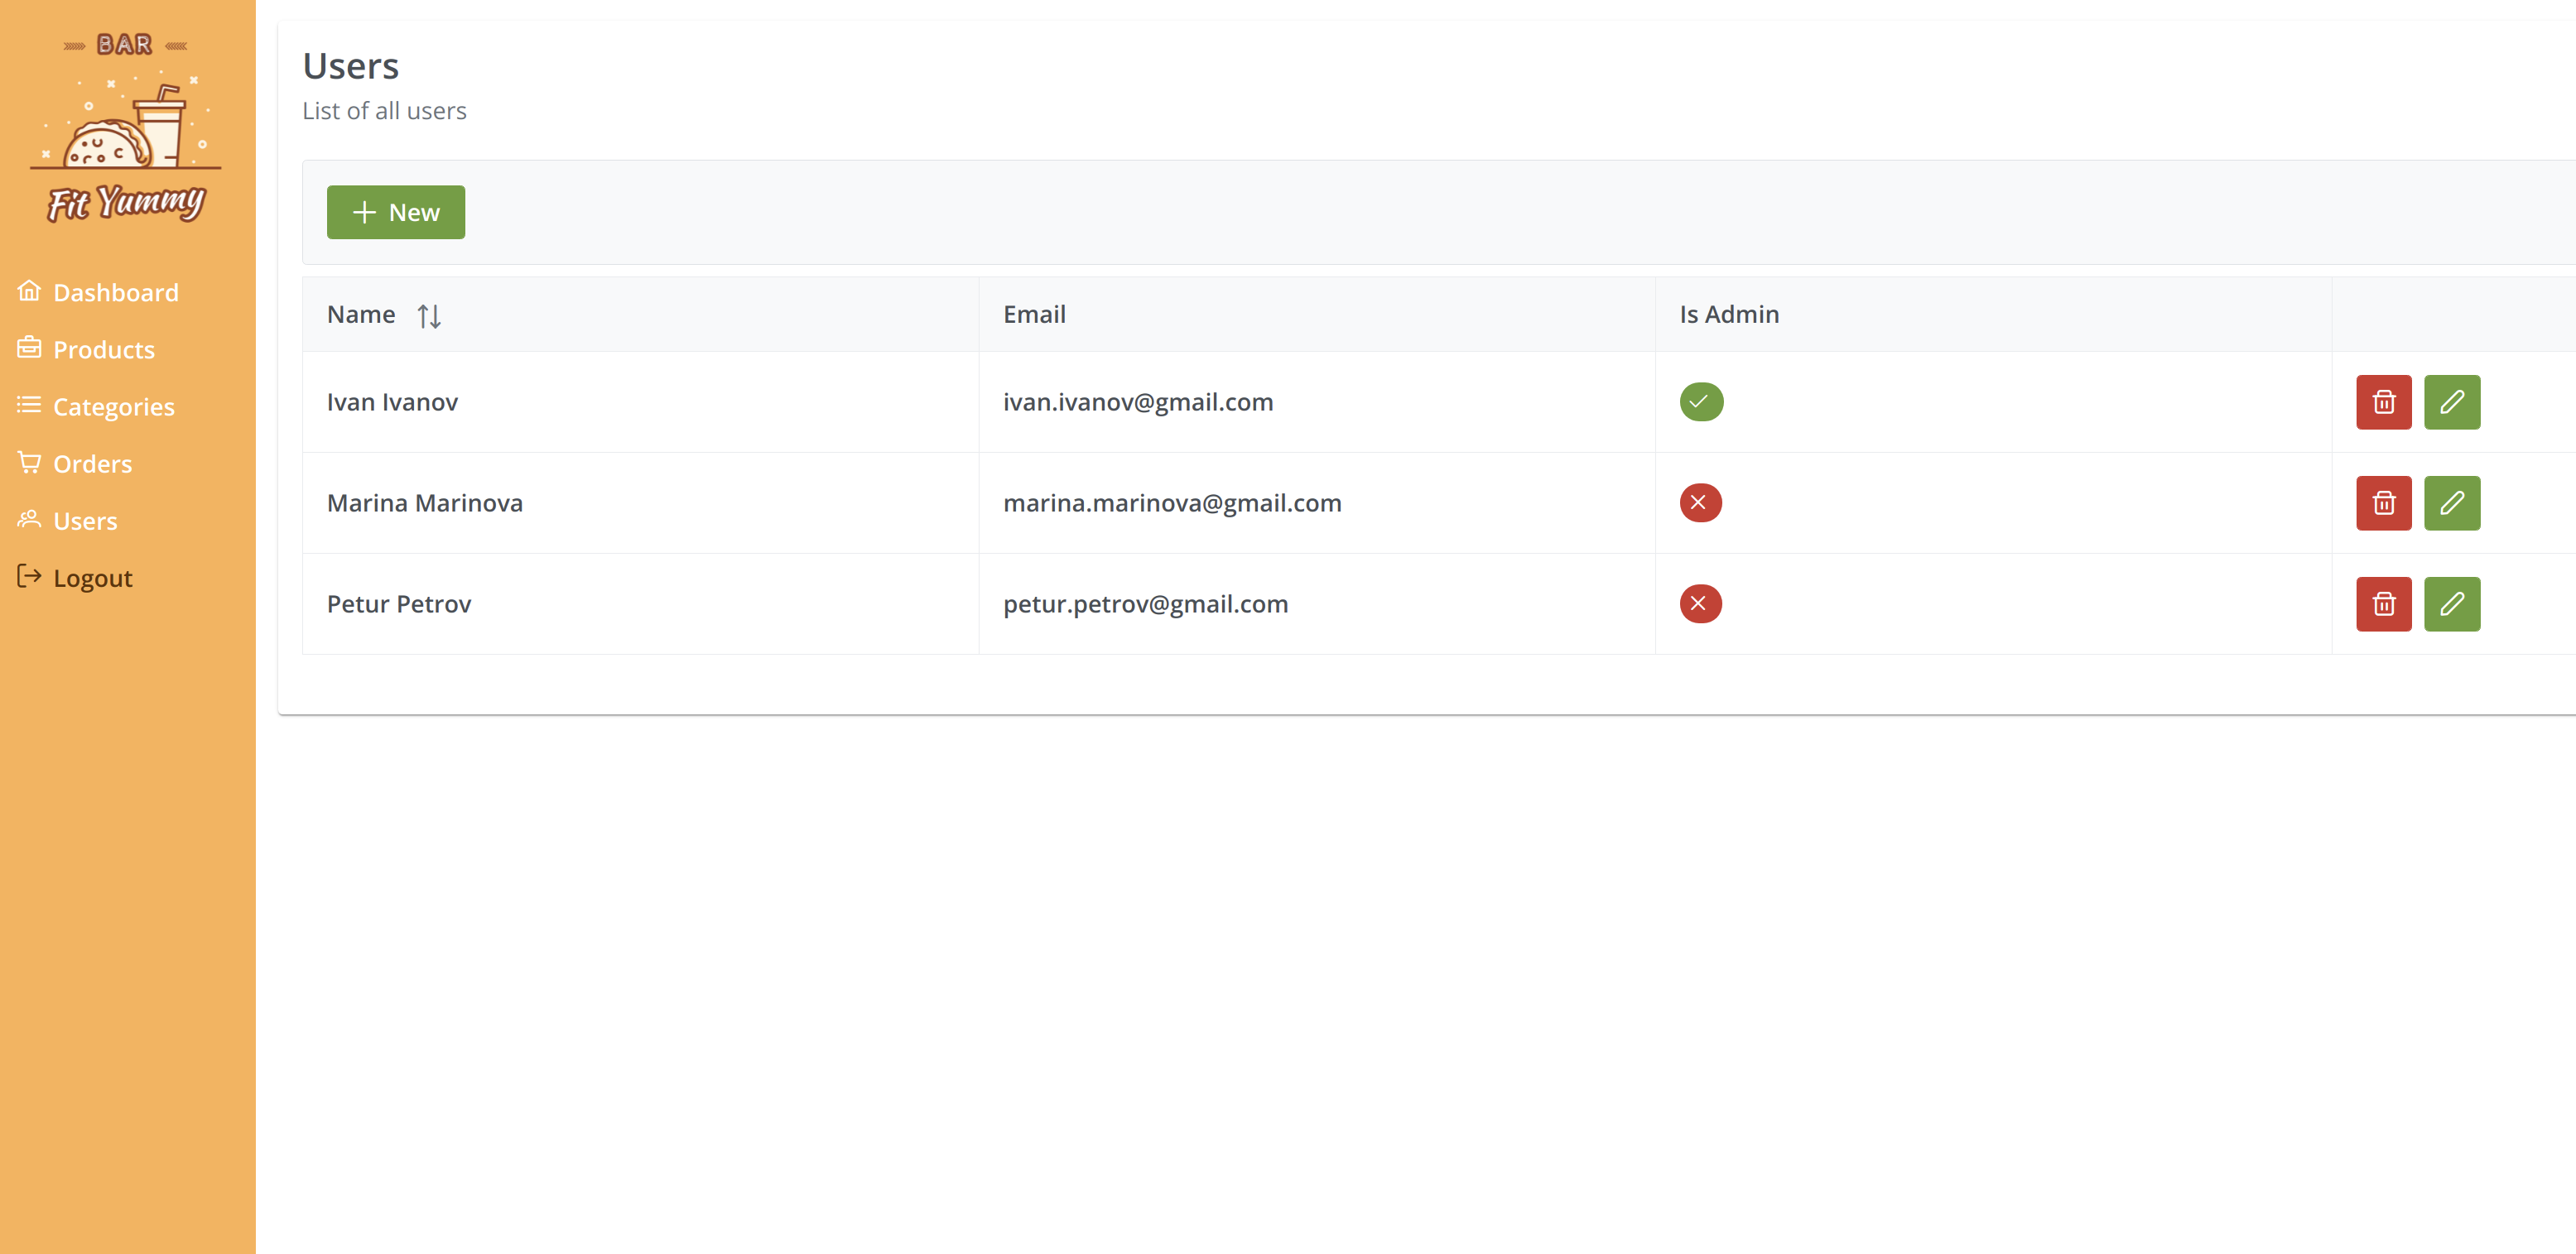 BAR
Fit Yummy
Dashboard
Products
Categories
Orders
Users
Logout
Users
List of all users
New
Name Email Is Admin
Ivan Ivanov ivan.ivanov@gmail.com
Marina Marinova marina.marinova@gmail.com
Petur Petrov petur.petrov@gmail.com